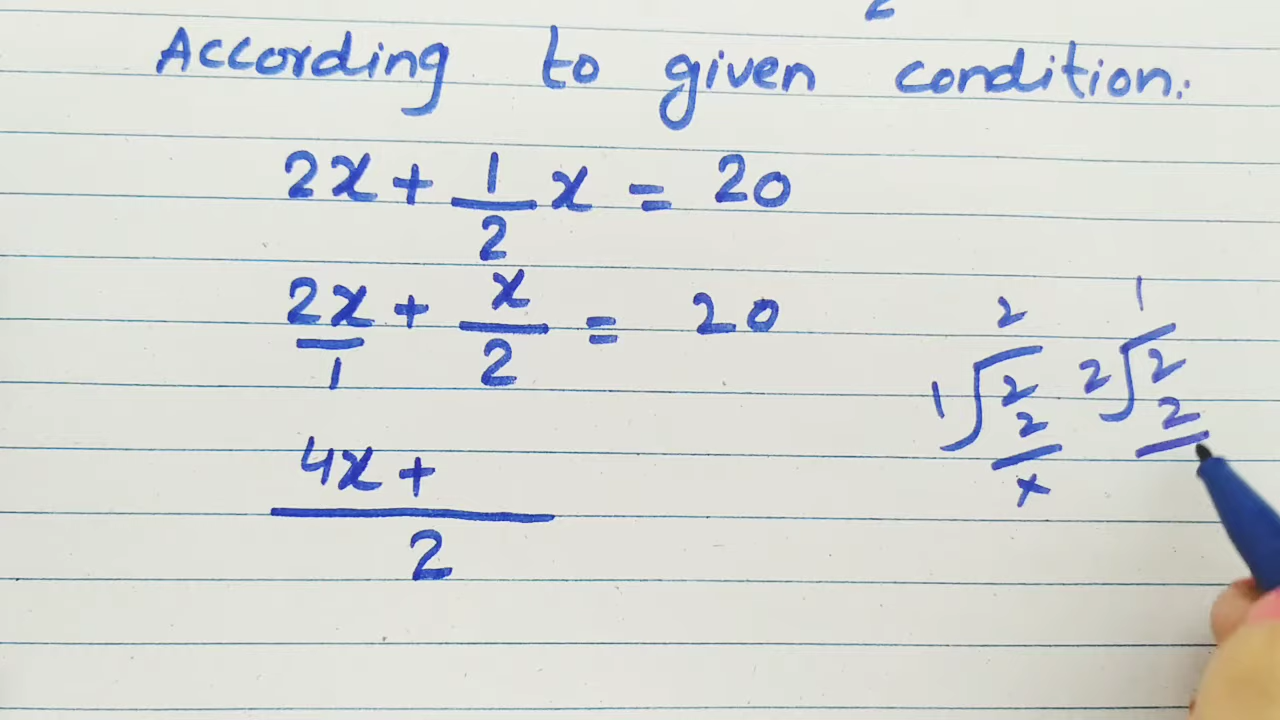 According to given condition:
2x + 1/2 x = 20
2x/1 + x/2 = 20
4x +
2
2
1√2
2
x
1
2√2
2